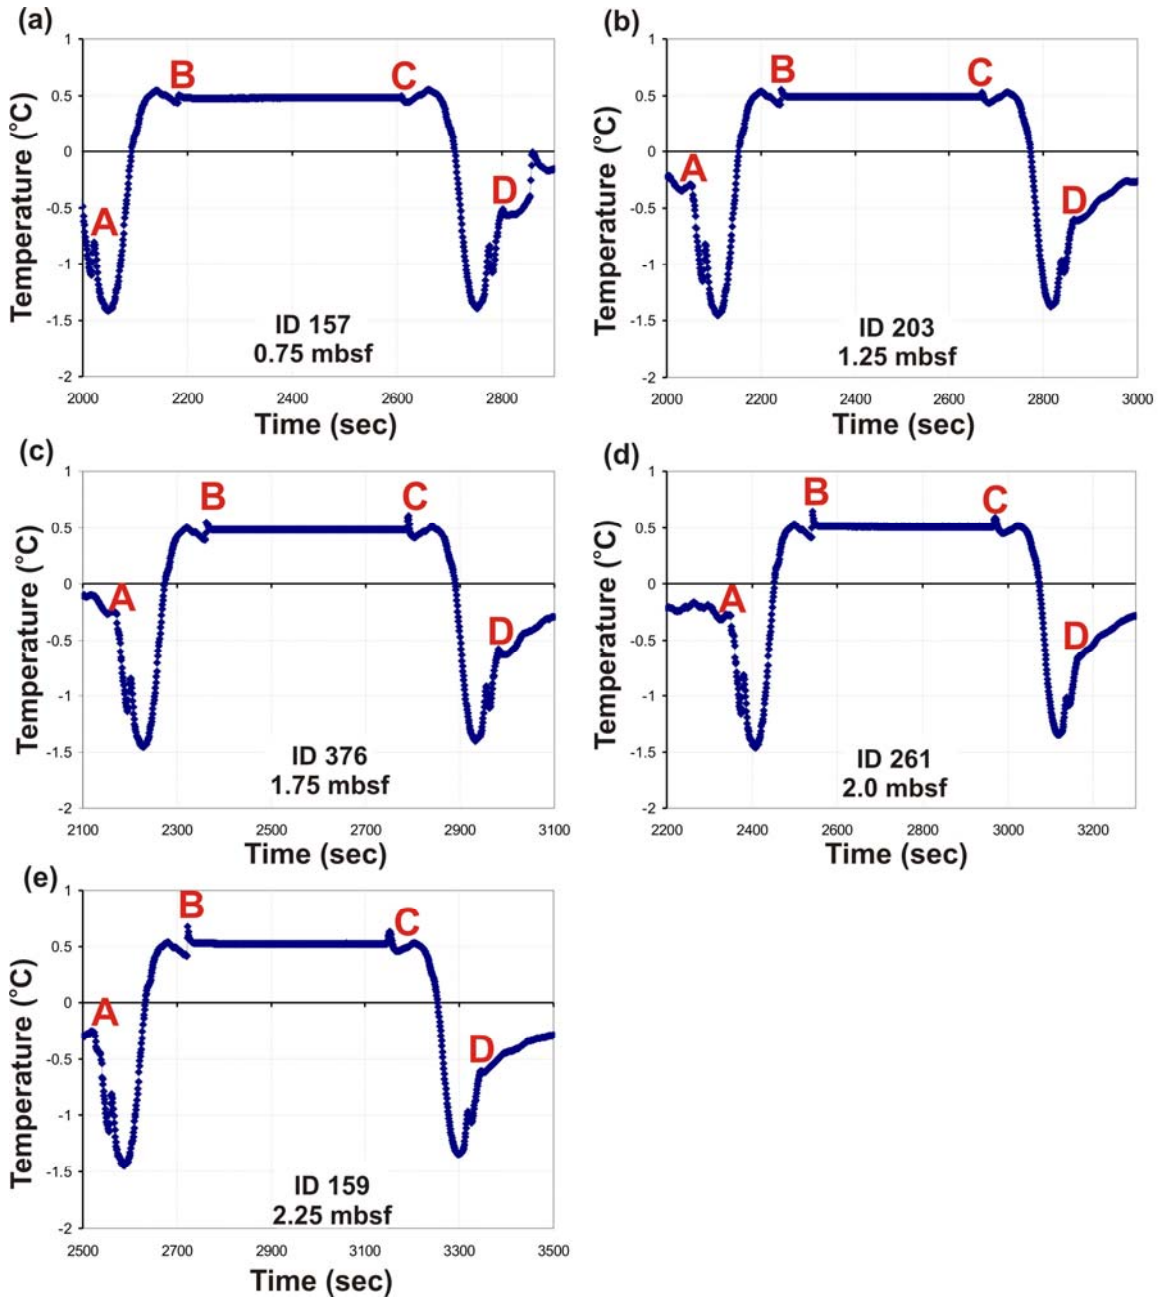 (a)
Temperature (°C)
1
0.5
0
-0.5
-1
-1.5
-2
A
B
C
D
ID 157
0.75 mbsf
2000 2200 2400 2600 2800
Time (sec)
(b)
Temperature (°C)
1
0.5
0
-0.5
-1
-1.5
-2
A
B
C
D
ID 203
1.25 mbsf
2000 2200 2400 2600 2800 3000
Time (sec)
(c)
Temperature (°C)
1
0.5
0
-0.5
-1
-1.5
-2
A
B
C
D
ID 376
1.75 mbsf
2100 2300 2500 2700 2900 3100
Time (sec)
(d)
Temperature (°C)
1
0.5
0
-0.5
-1
-1.5
-2
A
B
C
D
ID 261
2.0 mbsf
2200 2400 2600 2800 3000 3200
Time (sec)
(e)
Temperature (°C)
1
0.5
0
-0.5
-1
-1.5
-2
A
B
C
D
ID 159
2.25 mbsf
2500 2700 2900 3100 3300 3500
Time (sec)